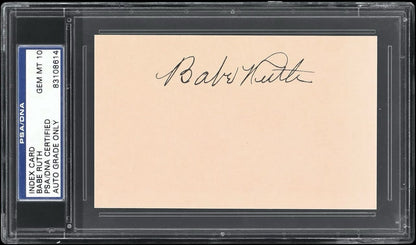 PSA/DNA
INDEX CARD
BABE RUTH
PSA/DNA CERTIFIED
AUTO GRADE ONLY
GEM MT 10
83108614
Babe Ruth